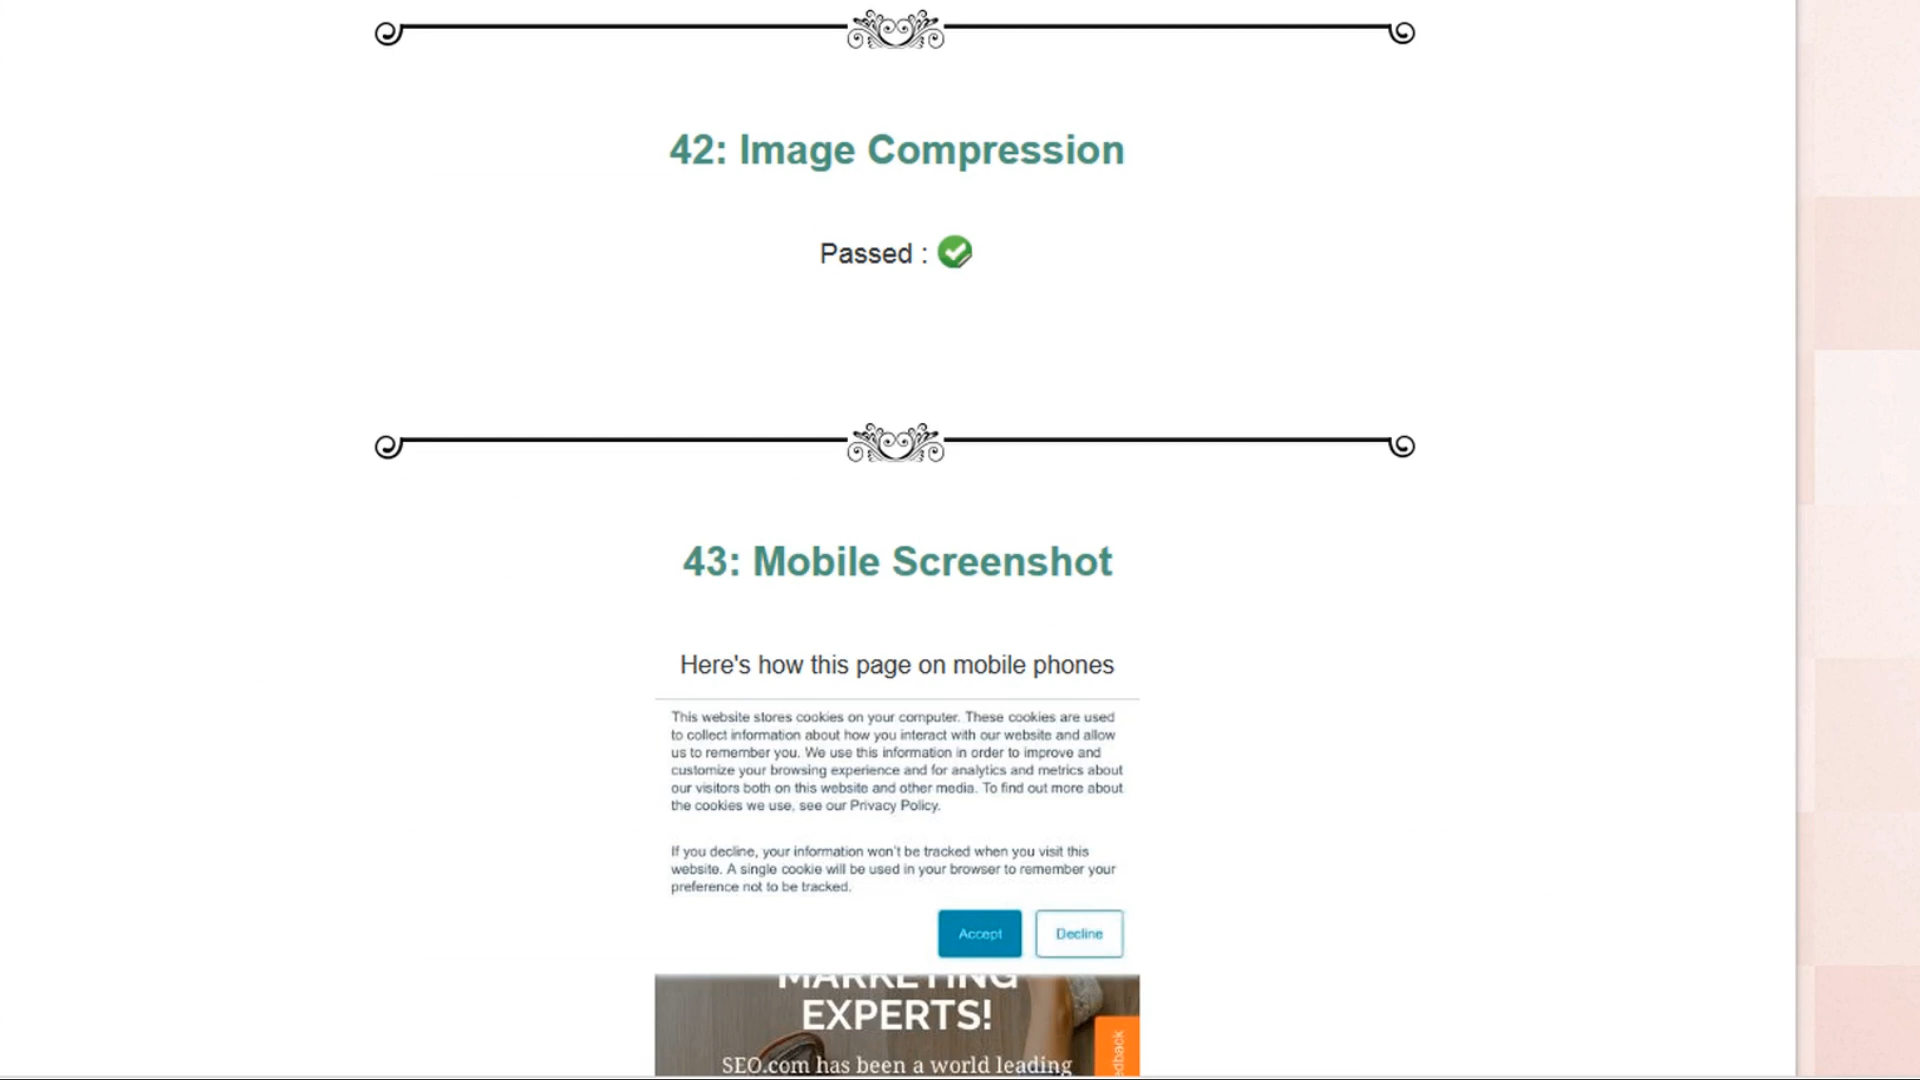 42: Image Compression
Passed :
43: Mobile Screenshot
Here's how this page on mobile phones
This website stores cookies on your computer. These cookies are used
to collect information about how you interact with our website and allow
us to remember you. We use this information in order to improve and
customize your browsing experience and for analytics and metrics about
our visitors both on this website and other media. To find out more about
the cookies we use, see our Privacy Policy.
If you decline, your information won't be tracked when you visit this
website. A single cookie will be used in your browser to remember your
preference not to be tracked.
Accept
Decline
MARKETING
EXPERTS!
SEO.com has been a world leading